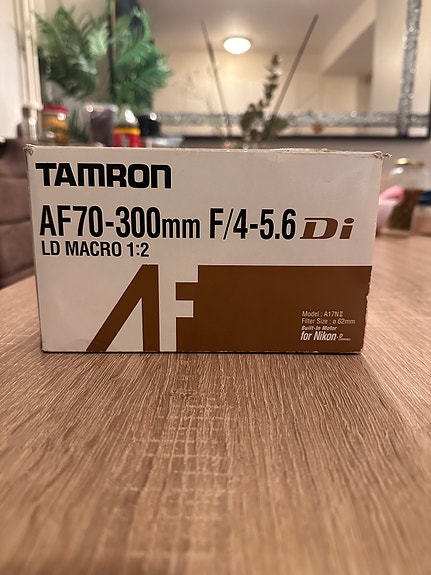 TAMRON
AF70-300mm F/4-5.6 Di
LD MACRO 1:2
AF
Model : A17NII
Filter Size : ø 62mm
Built-in Motor
for Nikon-D